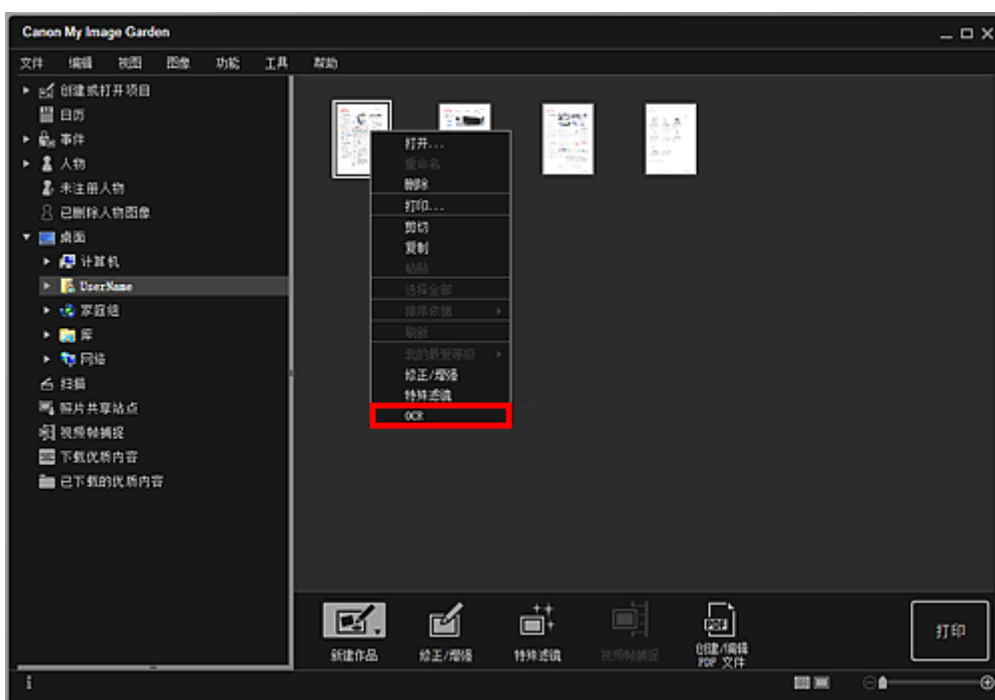 Canon My Image Garden
文件 编辑 视图 图像 功能 工具 帮助
创建或打开项目
日历
事件
人物
未注册人物
已删除人物图像
桌面
计算机
UserName
家庭组
库
网络
扫描
照片共享站点
视频帧捕捉
下载优质内容
已下载的优质内容
打开...
重命名
删除
打印...
剪切
复制
粘贴
选择全部
排序依据
刷新
我的最爱等级
修正/增强
特殊滤镜
OCR
新建作品
修正/增强
特殊滤镜
视频帧捕捉
创建/编辑
PDF 文件
打印